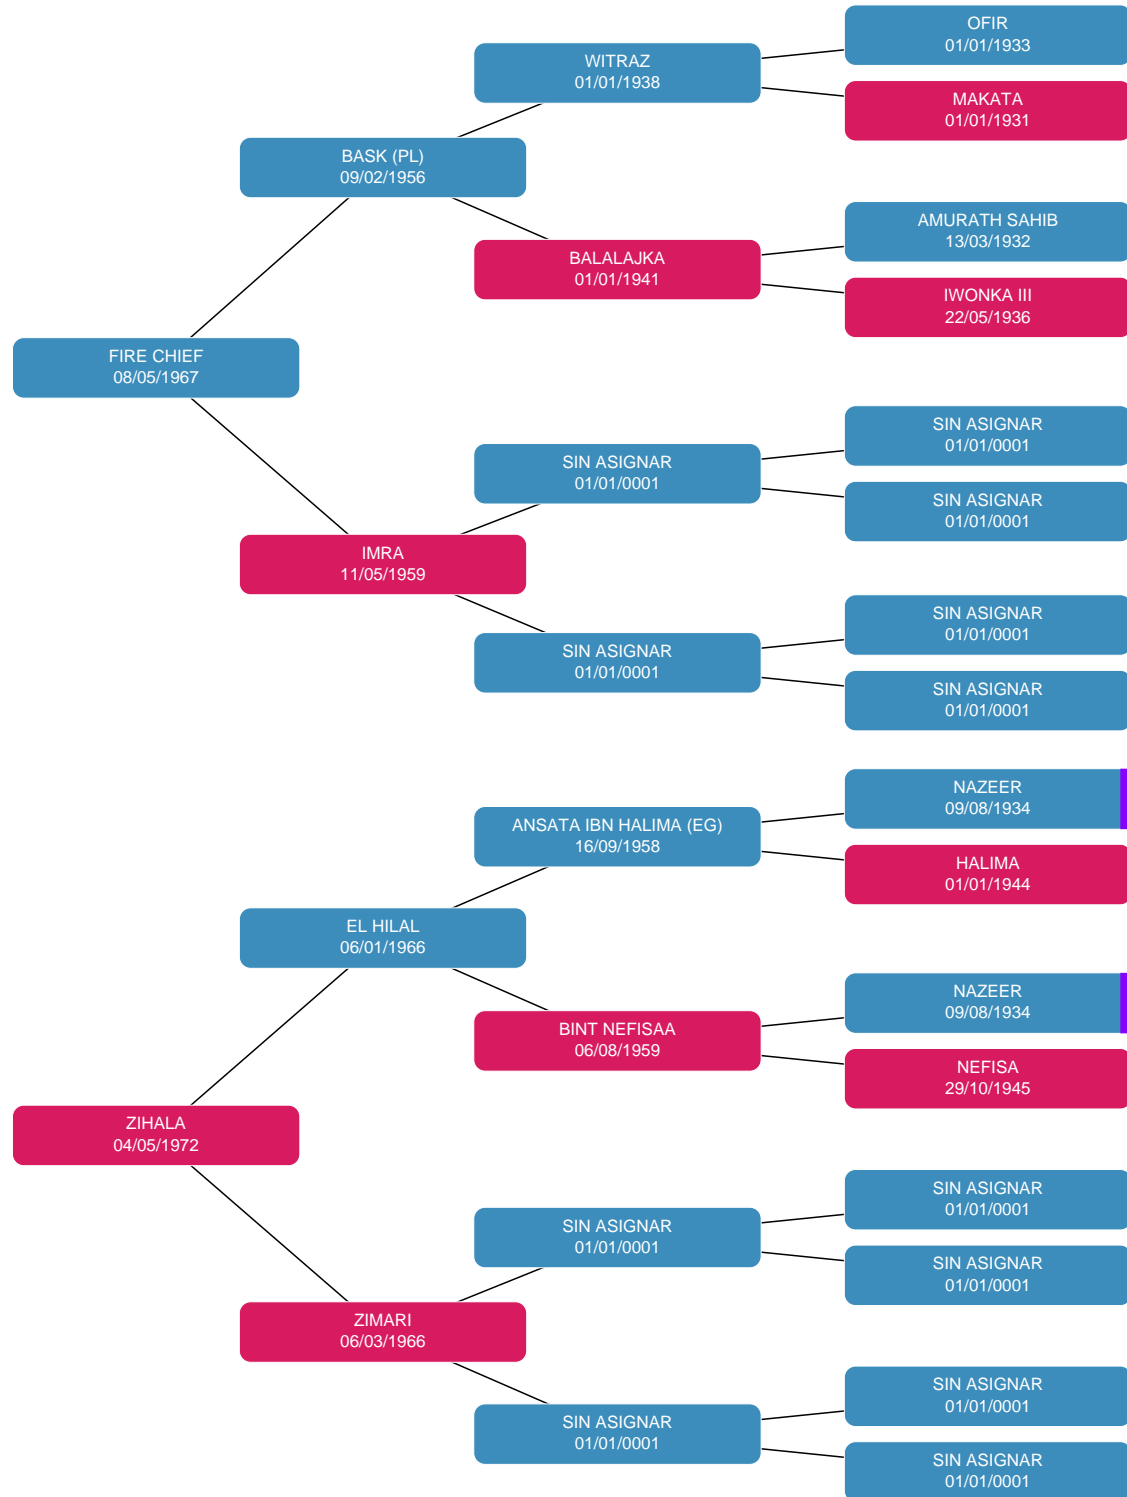 OFIR
01/01/1933
WITRAZ
01/01/1938
MAKATA
01/01/1931
BASK (PL)
09/02/1956
AMURATH SAHIB
13/03/1932
BALALAJKA
01/01/1941
IWONKA III
22/05/1936
FIRE CHIEF
08/05/1967
SIN ASIGNAR
01/01/0001
SIN ASIGNAR
01/01/0001
SIN ASIGNAR
01/01/0001
IMRA
11/05/1959
SIN ASIGNAR
01/01/0001
SIN ASIGNAR
01/01/0001
SIN ASIGNAR
01/01/0001
NAZEER
09/08/1934
ANSATA IBN HALIMA (EG)
16/09/1958
HALIMA
01/01/1944
EL HILAL
06/01/1966
NAZEER
09/08/1934
BINT NEFISAA
06/08/1959
NEFISA
29/10/1945
ZIHALA
04/05/1972
SIN ASIGNAR
01/01/0001
SIN ASIGNAR
01/01/0001
SIN ASIGNAR
01/01/0001
ZIMARI
06/03/1966
SIN ASIGNAR
01/01/0001
SIN ASIGNAR
01/01/0001
SIN ASIGNAR
01/01/0001